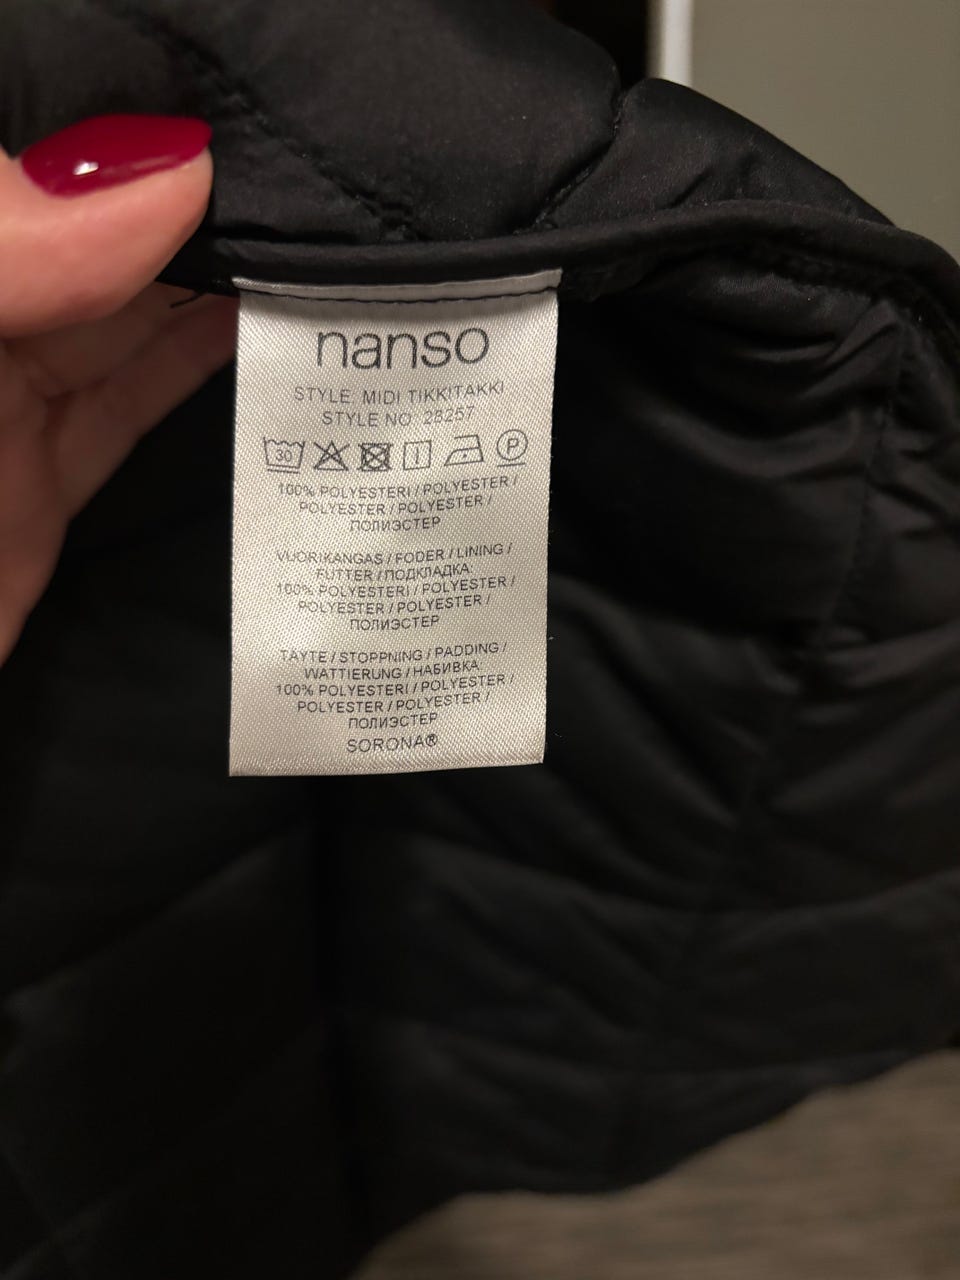 nanso
STYLE: MIDI TIKKITAKKI
STYLE NO 28257
30 P
100% POLYESTERI / POLYESTER /
POLYESTER / POLYESTER /
ПОЛИЭСТЕР
VUORIKANGAS / FODER / LINING /
FUTTER / ПОДКЛАДКА:
100% POLYESTERI / POLYESTER /
POLYESTER / POLYESTER /
ПОЛИЭСТЕР
TÄYTE / STOPPNING / PADDING /
WATTIERUNG / НАБИВКА:
100% POLYESTERI / POLYESTER /
POLYESTER / POLYESTER /
ПОЛИЭСТЕР
SORONA®